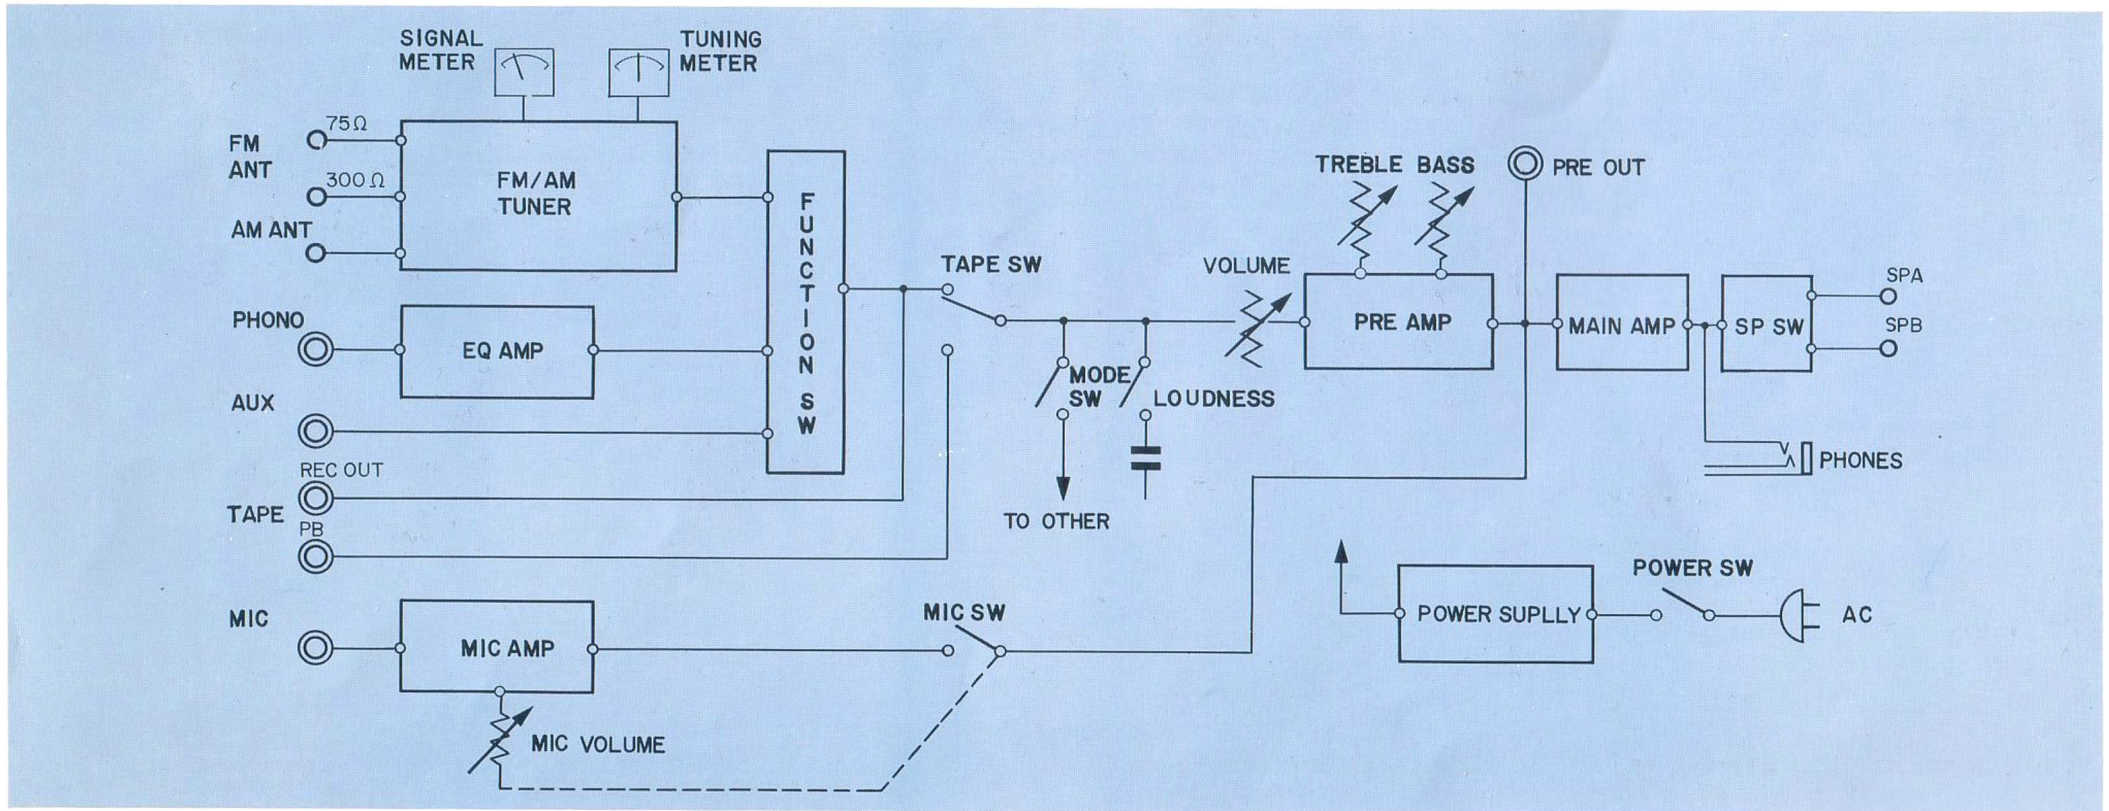 SIGNAL
METER
TUNING
METER
FM
ANT
75Ω
300Ω
AM ANT
FM/AM
TUNER
PHONO
EQ AMP
AUX
REC OUT
TAPE
PB
MIC
MIC AMP
MIC VOLUME
FUNCTION SW
TAPE SW
MODE
SW
LOUDNESS
TO OTHER
MIC SW
VOLUME
TREBLE BASS
PRE OUT
PRE AMP
MAIN AMP
SP SW
SPA
SPB
PHONES
POWER SUPLLY
POWER SW
AC